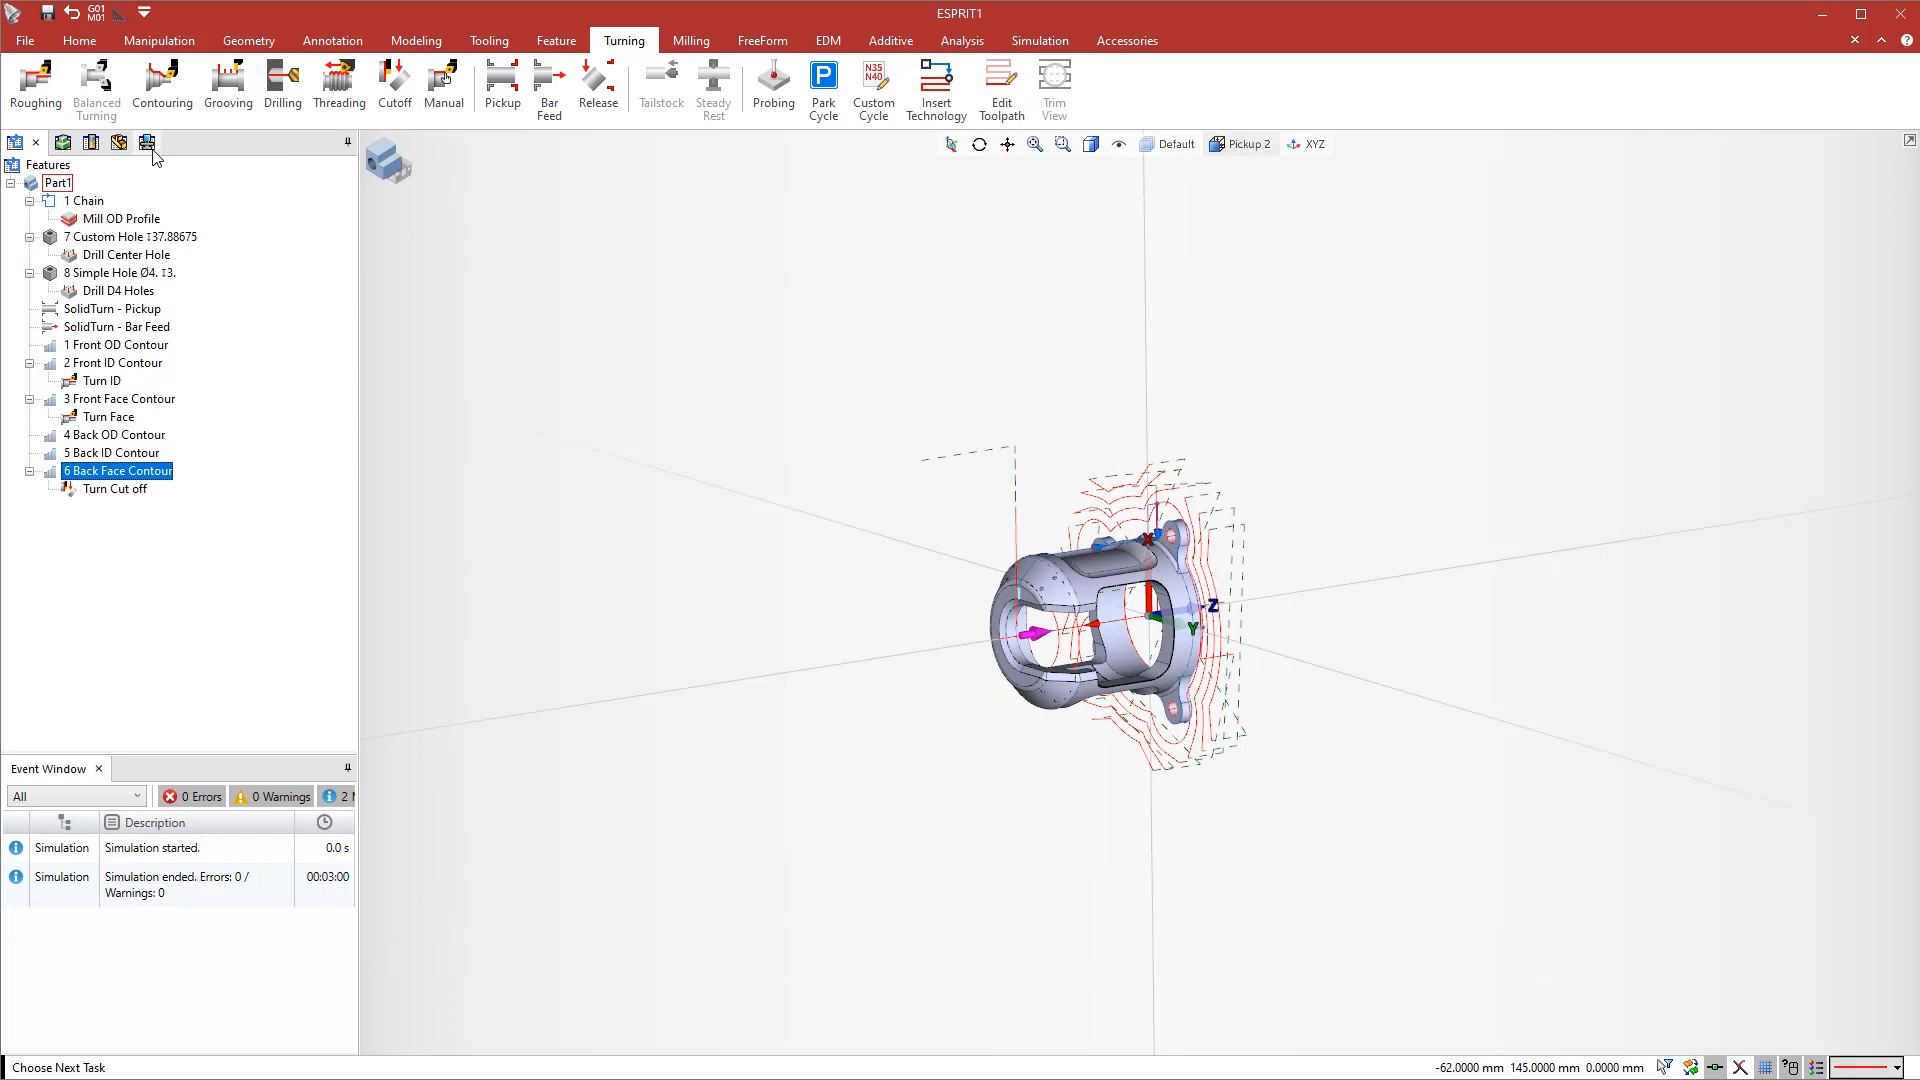 G01
M01
ESPRIT1
File Home Manipulation Geometry Annotation Modeling Tooling Feature Turning Milling FreeForm EDM Additive Analysis Simulation Accessories
Roughing
Balanced
Turning
Contouring
Grooving
Drilling
Threading
Cutoff
Manual
Pickup
Bar
Feed
Release
Tailstock
Steady
Rest
Probing
P
Park
Cycle
N35
N40
Custom
Cycle
Insert
Technology
Edit
Toolpath
Trim
View
Features
Part1
1 Chain
Mill OD Profile
7 Custom Hole ↧37.88675
Drill Center Hole
8 Simple Hole Ø4. ↧3.
Drill D4 Holes
SolidTurn - Pickup
SolidTurn - Bar Feed
1 Front OD Contour
2 Front ID Contour
Turn ID
3 Front Face Contour
Turn Face
4 Back OD Contour
5 Back ID Contour
6 Back Face Contour
Turn Cut off
Default Pickup 2 XYZ
X
Z
Y
Event Window
All 0 Errors 0 Warnings 2
Description
Simulation Simulation started. 0.0 s
Simulation Simulation ended. Errors: 0 / 00:03:00
Warnings: 0
Choose Next Task
-62.0000 mm 145.0000 mm 0.0000 mm